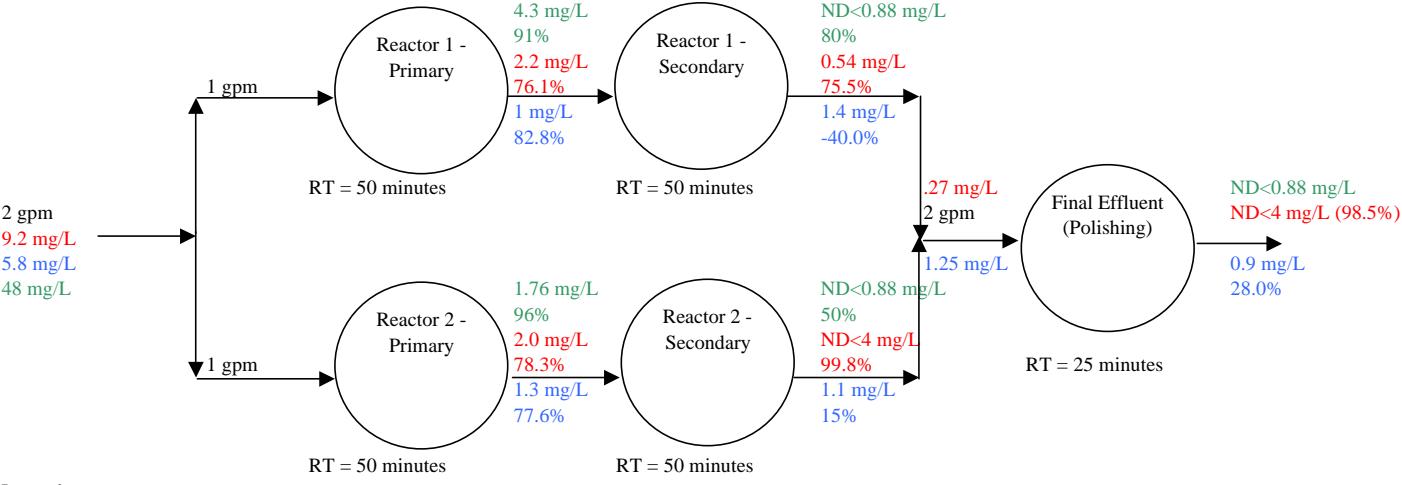 4.3 mg/L
91%
2.2 mg/L
76.1%
1 mg/L
82.8%
ND<0.88 mg/L
80%
0.54 mg/L
75.5%
1.4 mg/L
-40.0%
Reactor 1 -
Primary
Reactor 1 -
Secondary
1 gpm
RT = 50 minutes
RT = 50 minutes
2 gpm
9.2 mg/L
5.8 mg/L
48 mg/L
.27 mg/L
2 gpm
1.25 mg/L
Final Effluent
(Polishing)
RT = 25 minutes
ND<0.88 mg/L
ND<4 mg/L (98.5%)
0.9 mg/L
28.0%
1 gpm
Reactor 2 -
Primary
1.76 mg/L
96%
2.0 mg/L
78.3%
1.3 mg/L
77.6%
Reactor 2 -
Secondary
ND<0.88 mg/L
50%
ND<4 mg/L
99.8%
1.1 mg/L
15%
RT = 50 minutes
RT = 50 minutes